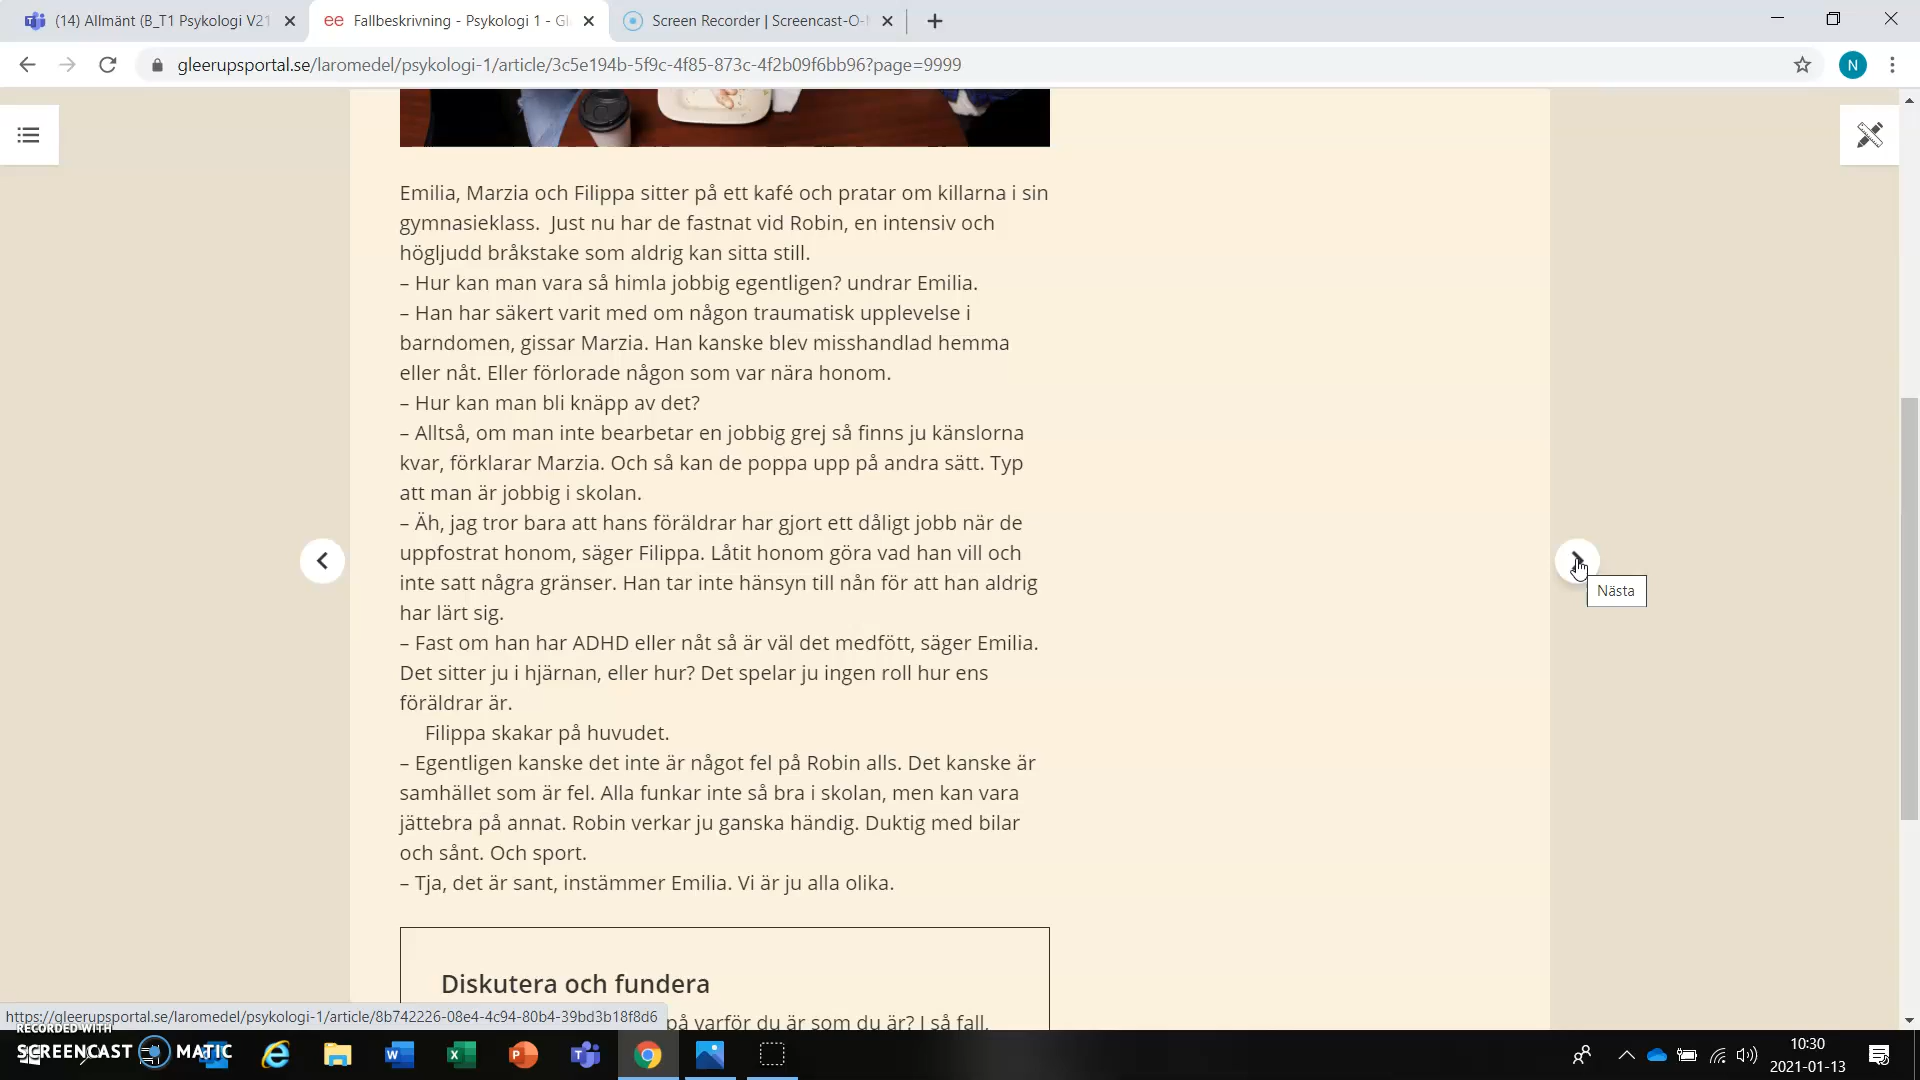 (14) Allmänt (B_T1 Psykologi V21
ee Fallbeskrivning - Psykologi 1 - Gl
Screen Recorder | Screencast-O-
gleerupsportal.se/laromedel/psykologi-1/article/3c5e194b-5f9c-4f85-873c-4f2b09f6bb96?page=9999
N
Emilia, Marzia och Filippa sitter på ett kafé och pratar om killarna i sin
gymnasieklass. Just nu har de fastnat vid Robin, en intensiv och
högljudd bråkstake som aldrig kan sitta still.
– Hur kan man vara så himla jobbig egentligen? undrar Emilia.
– Han har säkert varit med om någon traumatisk upplevelse i
barndomen, gissar Marzia. Han kanske blev misshandlad hemma
eller nåt. Eller förlorade någon som var nära honom.
– Hur kan man bli knäpp av det?
– Alltså, om man inte bearbetar en jobbig grej så finns ju känslorna
kvar, förklarar Marzia. Och så kan de poppa upp på andra sätt. Typ
att man är jobbig i skolan.
– Äh, jag tror bara att hans föräldrar har gjort ett dåligt jobb när de
uppfostrat honom, säger Filippa. Låtit honom göra vad han vill och
inte satt några gränser. Han tar inte hänsyn till nån för att han aldrig
har lärt sig.
– Fast om han har ADHD eller nåt så är väl det medfött, säger Emilia.
Det sitter ju i hjärnan, eller hur? Det spelar ju ingen roll hur ens
föräldrar är.
Filippa skakar på huvudet.
– Egentligen kanske det inte är något fel på Robin alls. Det kanske är
samhället som är fel. Alla funkar inte så bra i skolan, men kan vara
jättebra på annat. Robin verkar ju ganska händig. Duktig med bilar
och sånt. Och sport.
– Tja, det är sant, instämmer Emilia. Vi är ju alla olika.
Nästa
Diskutera och fundera
på varför du är som du är? I så fall,
https://gleerupsportal.se/laromedel/psykologi-1/article/8b742226-08e4-4c94-80b4-39bd3b18f8d6
RECORDED WITH
SCREENCAST MATIC
10:30
2021-01-13